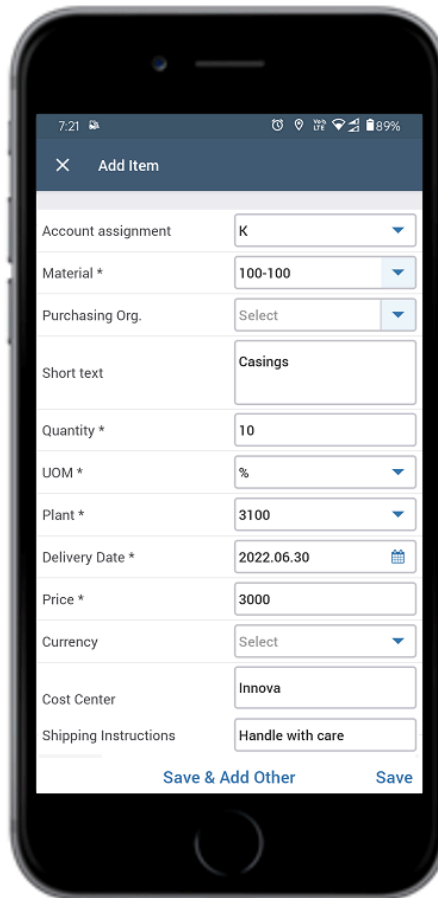 7:21 VoD LTE 89%
Add Item
Account assignment K
Material * 100-100
Purchasing Org. Select
Short text Casings
Quantity * 10
UOM * %
Plant * 3100
Delivery Date * 2022.06.30
Price * 3000
Currency Select
Cost Center Innova
Shipping Instructions Handle with care
Save & Add Other Save